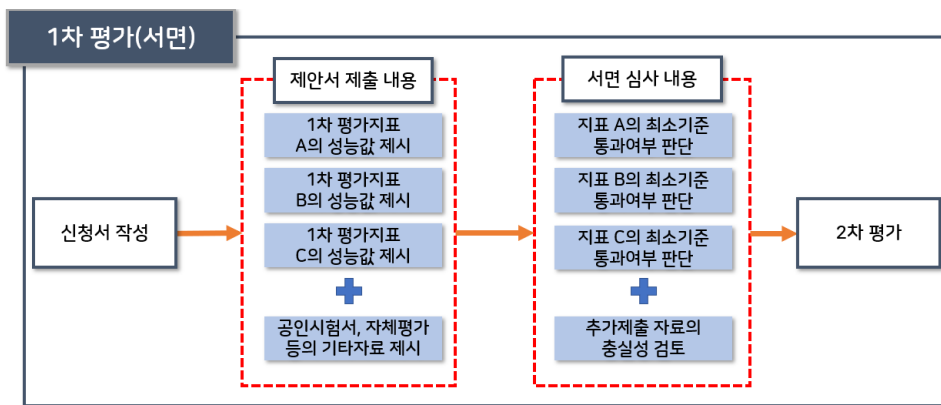 1차 평가(서면)
제안서 제출 내용
1차 평가지표
A의 성능값 제시
1차 평가지표
B의 성능값 제시
1차 평가지표
C의 성능값 제시
공인시험서, 자체평가
등의 기타자료 제시
서면 심사 내용
지표 A의 최소기준
통과여부 판단
지표 B의 최소기준
통과여부 판단
지표 C의 최소기준
통과여부 판단
추가제출 자료의
충실성 검토
신청서 작성
2차 평가